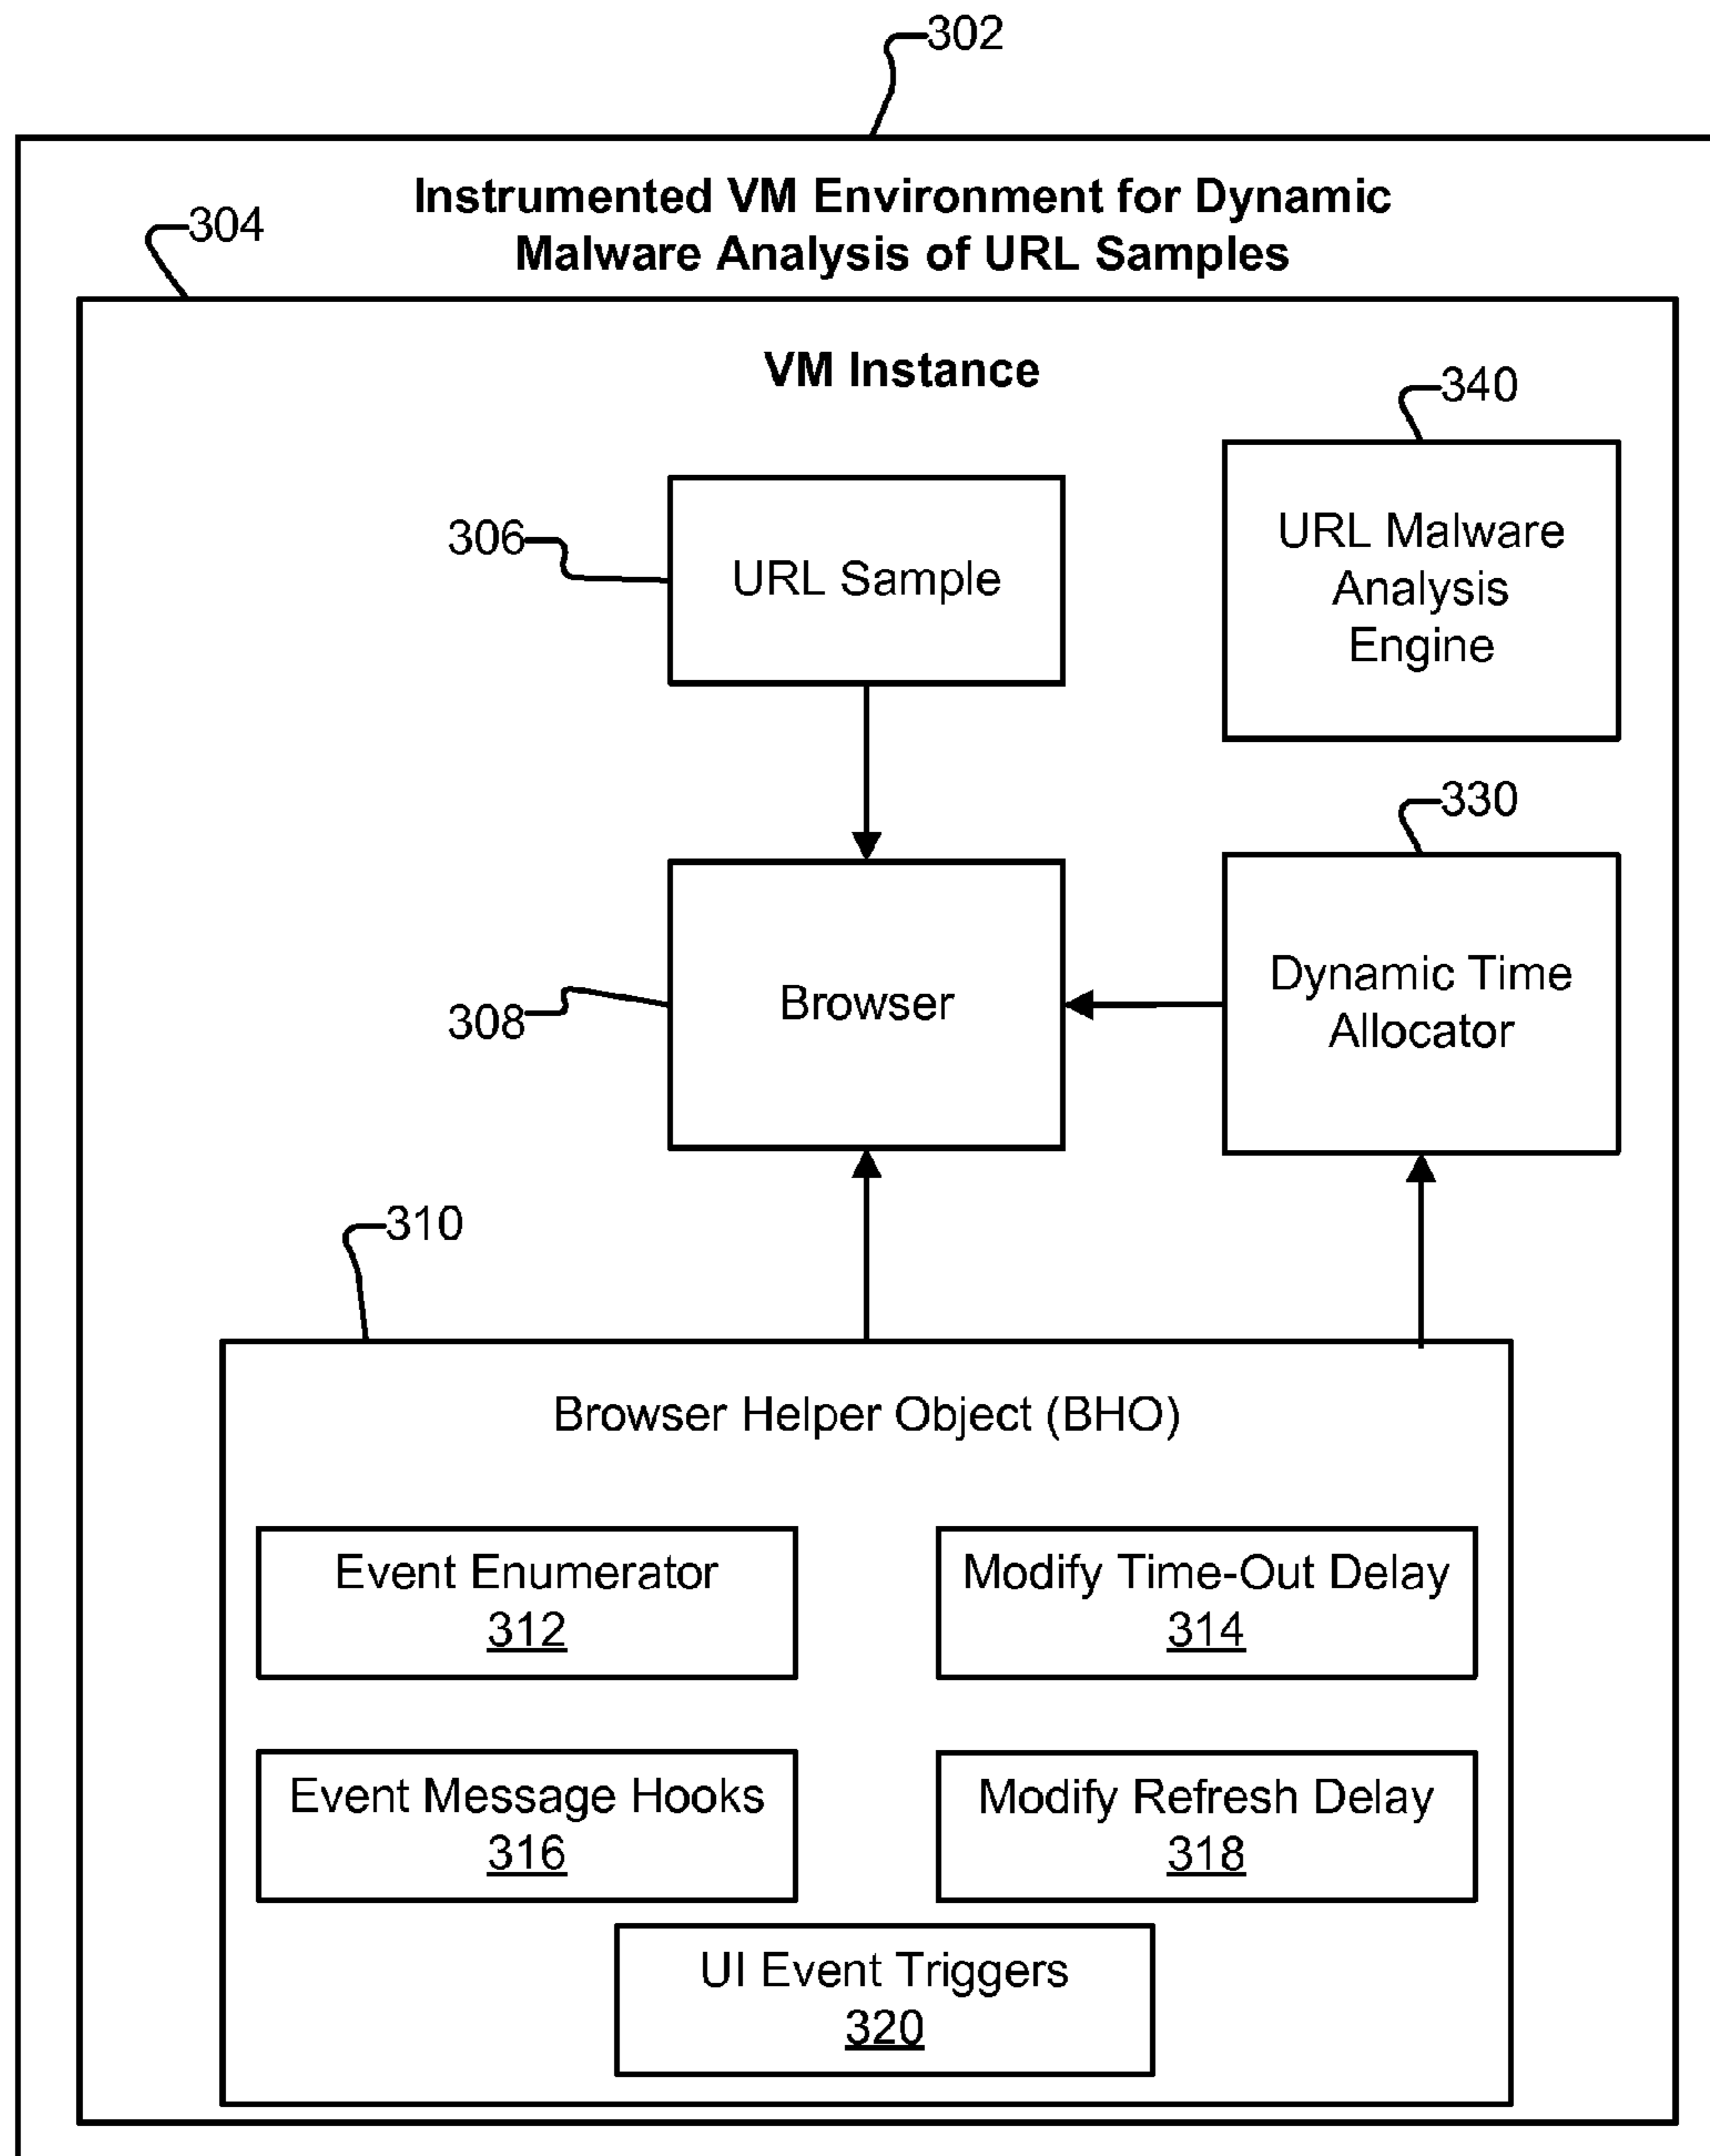 302
Instrumented VM Environment for Dynamic
Malware Analysis of URL Samples
304
VM Instance
340
URL Malware
Analysis
Engine
306
URL Sample
330
Dynamic Time
Allocator
308
Browser
310
Browser Helper Object (BHO)
Event Enumerator
312
Modify Time-Out Delay
314
Event Message Hooks
316
Modify Refresh Delay
318
UI Event Triggers
320